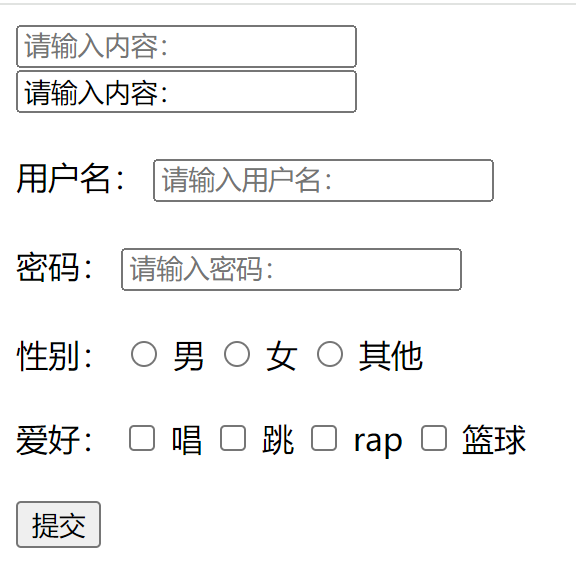 请输入内容：
请输入内容：
用户名： 请输入用户名：
密码： 请输入密码：
性别： 男 女 其他
爱好： 唱 跳 rap 篮球
提交